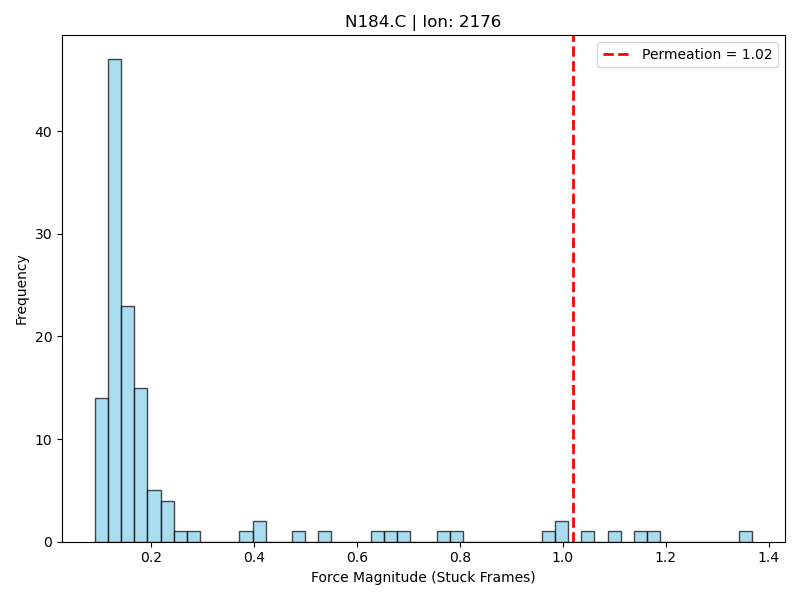 N184.C | Ion: 2176
Permeation = 1.02
Frequency
40
30
20
10
0
0.2 0.4 0.6 0.8 1.0 1.2 1.4
Force Magnitude (Stuck Frames)